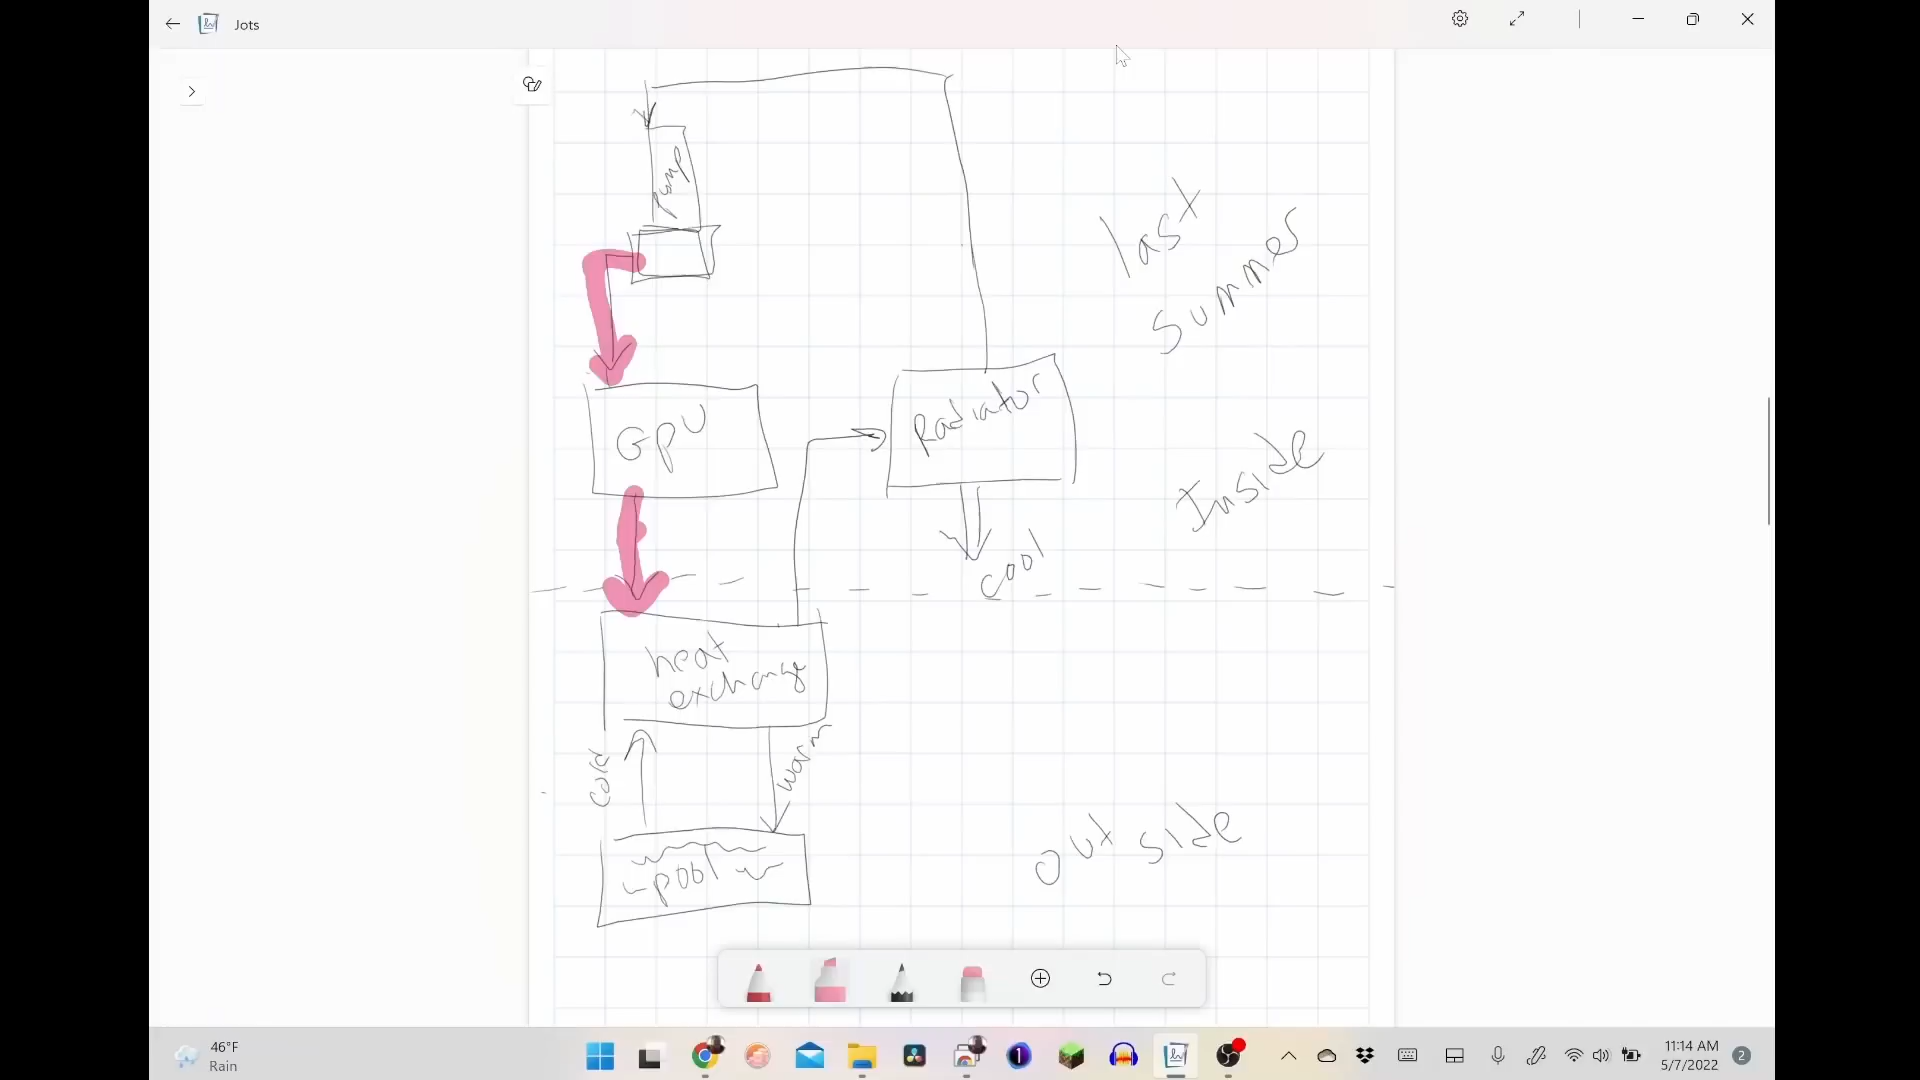 Jots
pump
last
summer
GPU
Radiator
Inside
cool
heat
exchange
cold
warm
outside
pool
46°F
Rain
11:14 AM
5/7/2022
2